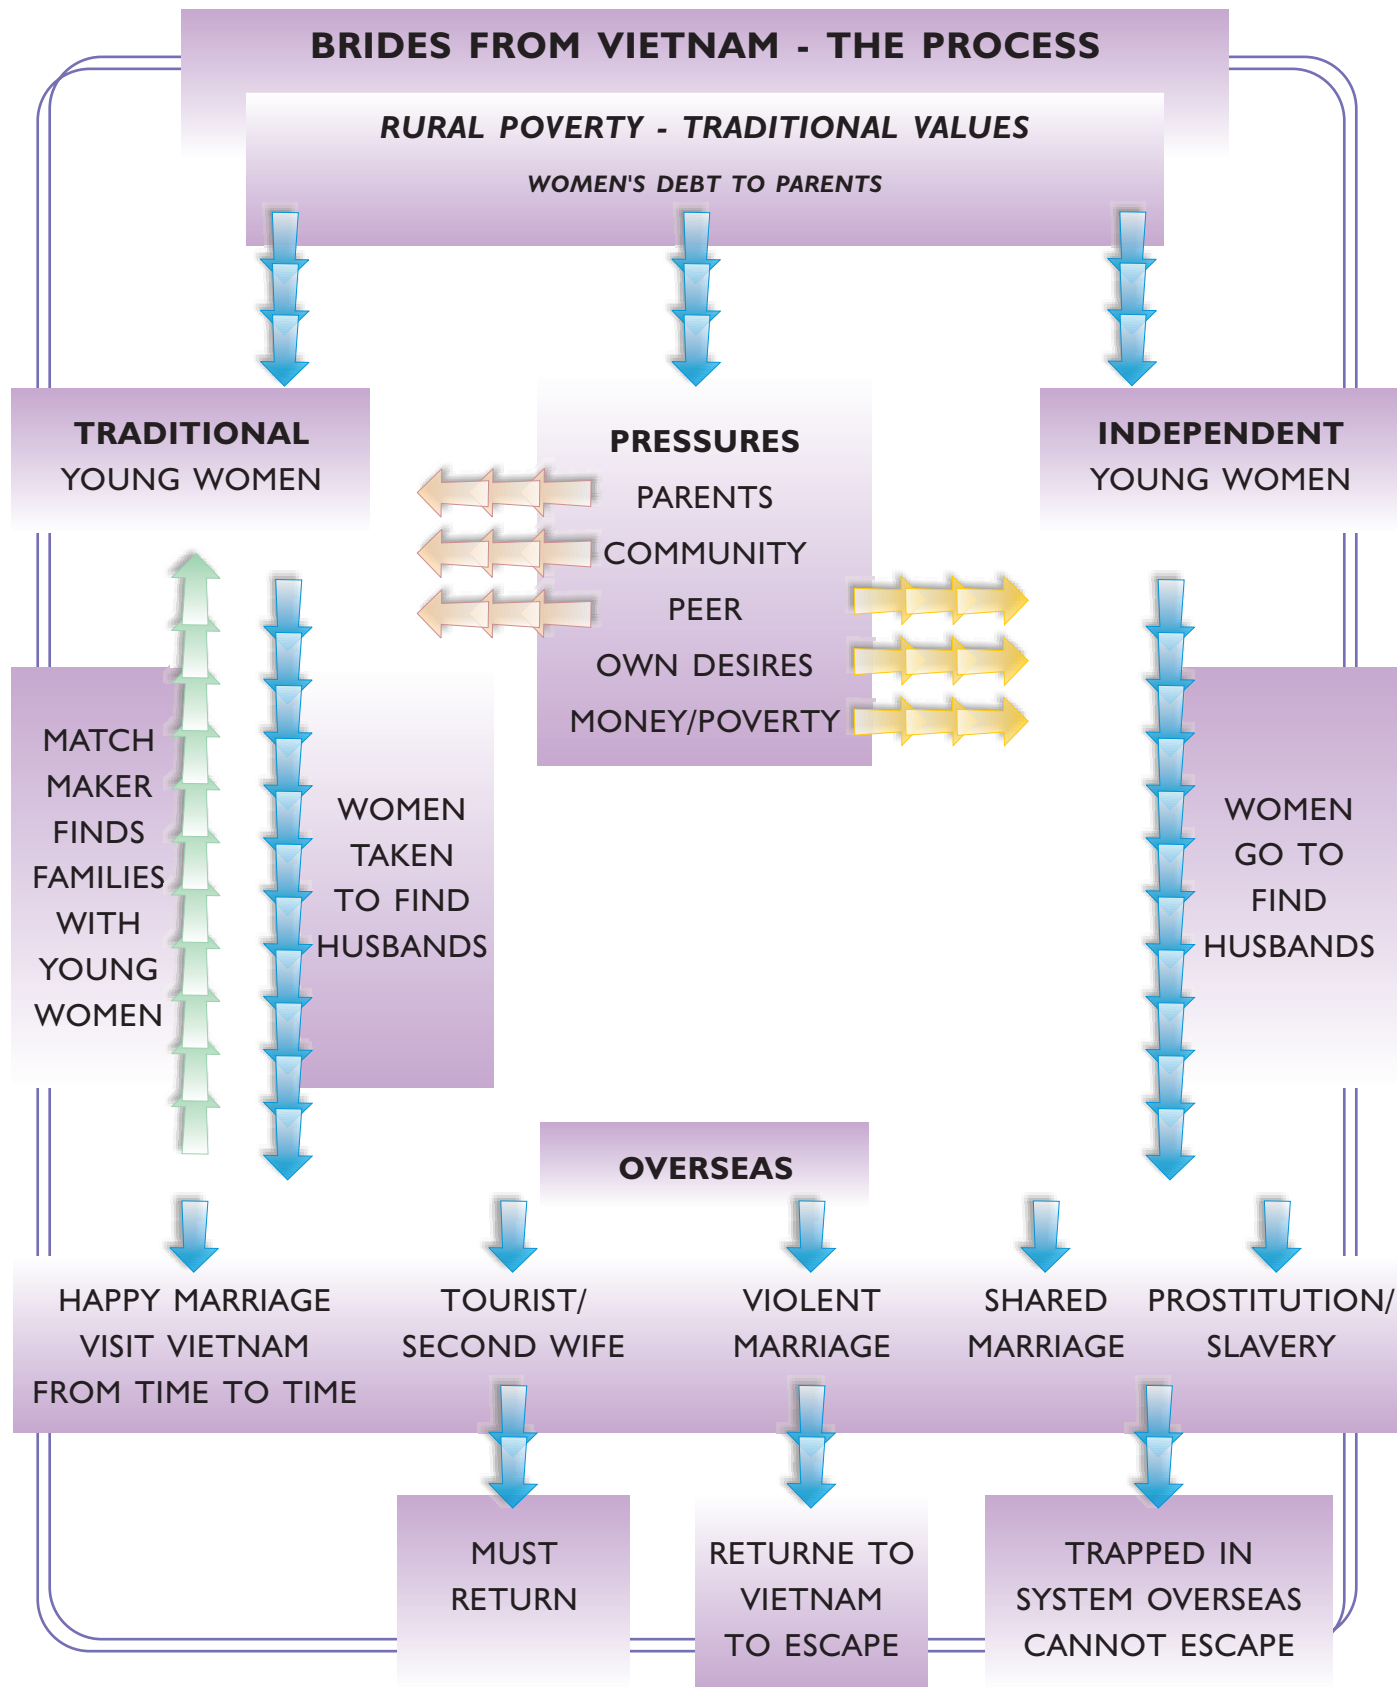 BRIDES FROM VIETNAM - THE PROCESS
RURAL POVERTY - TRADITIONAL VALUES
WOMEN'S DEBT TO PARENTS
TRADITIONAL
YOUNG WOMEN
PRESSURES
PARENTS
COMMUNITY
PEER
OWN DESIRES
MONEY/POVERTY
INDEPENDENT
YOUNG WOMEN
MATCH
MAKER
FINDS
FAMILIES
WITH
YOUNG
WOMEN
WOMEN
TAKEN
TO FIND
HUSBANDS
WOMEN
GO TO
FIND
HUSBANDS
OVERSEAS
HAPPY MARRIAGE
VISIT VIETNAM
FROM TIME TO TIME
TOURIST/
SECOND WIFE
VIOLENT
MARRIAGE
SHARED
MARRIAGE
PROSTITUTION/
SLAVERY
MUST
RETURN
RETURNE TO
VIETNAM
TO ESCAPE
TRAPPED IN
SYSTEM OVERSEAS
CANNOT ESCAPE